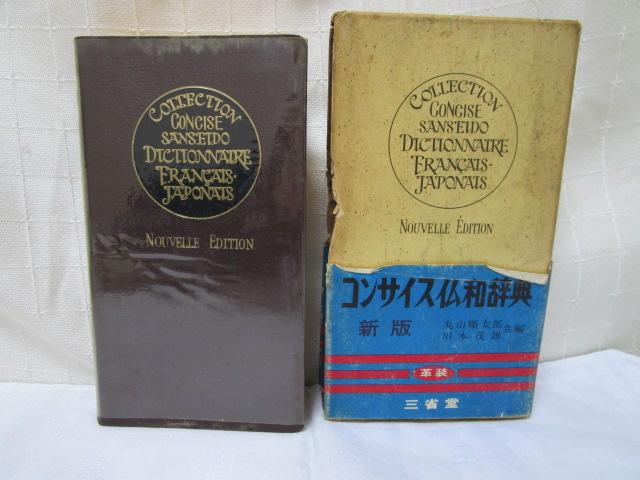 COLLECTION
CONCISE
SANSEIDO
DICTIONNAIRE
FRANÇAIS-
JAPONAIS
NOUVELLE EDITION
COLLECTION
CONCISE
SANSEIDO
DICTIONNAIRE
FRANÇAIS-
JAPONAIS
NOUVELLE ÉDITION
コンサイス仏和辞典
新版
丸山順太郎
川本茂雄
共編
革装
三省堂